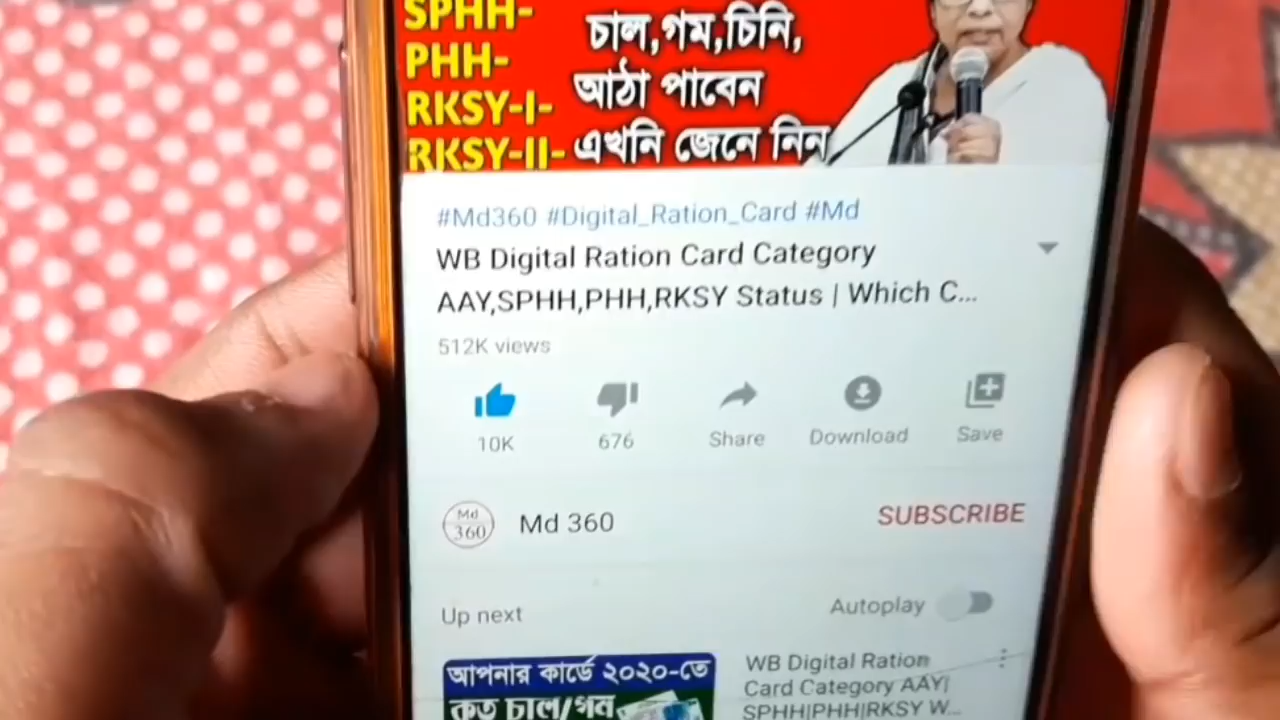 SPHH-
PHH-
RKSY-I-
RKSY-II-
চাল,গম,চিনি,
আঠা পাবেন
এখনি জেনে নিন
#Md360 #Digital_Ration_Card #Md
WB Digital Ration Card Category
AAY,SPHH,PHH,RKSY Status | Which C...
512K views
10K
676
Share
Download
Save
Md
360
Md 360
SUBSCRIBE
Up next
Autoplay
আপনার কার্ডে ২০২০-তে
কত চাল/গম
WB Digital Ration
Card Category AAY|
SPHH|PHH|RKSY W...